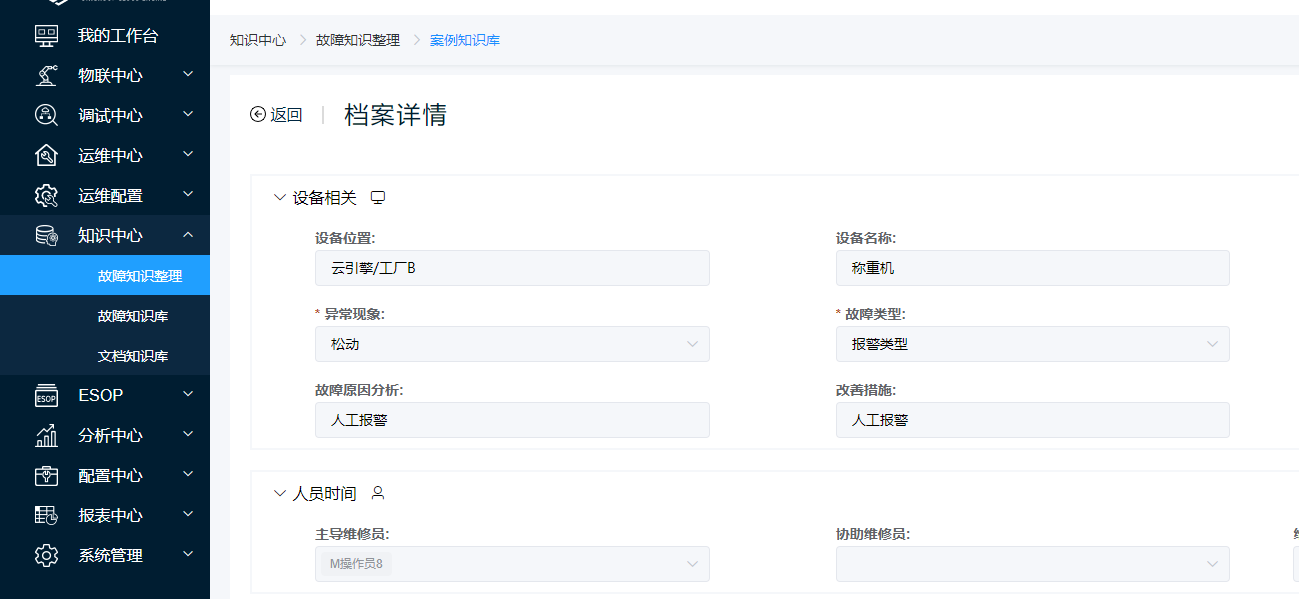 我的工作台
物联中心
调试中心
运维中心
运维配置
知识中心
故障知识整理
故障知识库
文档知识库
ESOP
ESOP
分析中心
配置中心
报表中心
系统管理
知识中心 > 故障知识整理 > 案例知识库
返回 | 档案详情
设备相关
设备位置: 设备名称:
云引擎/工厂B 称重机
* 异常现象: * 故障类型:
松动 报警类型
故障原因分析: 改善措施:
人工报警 人工报警
人员时间
主导维修员: 协助维修员:
M操作员8